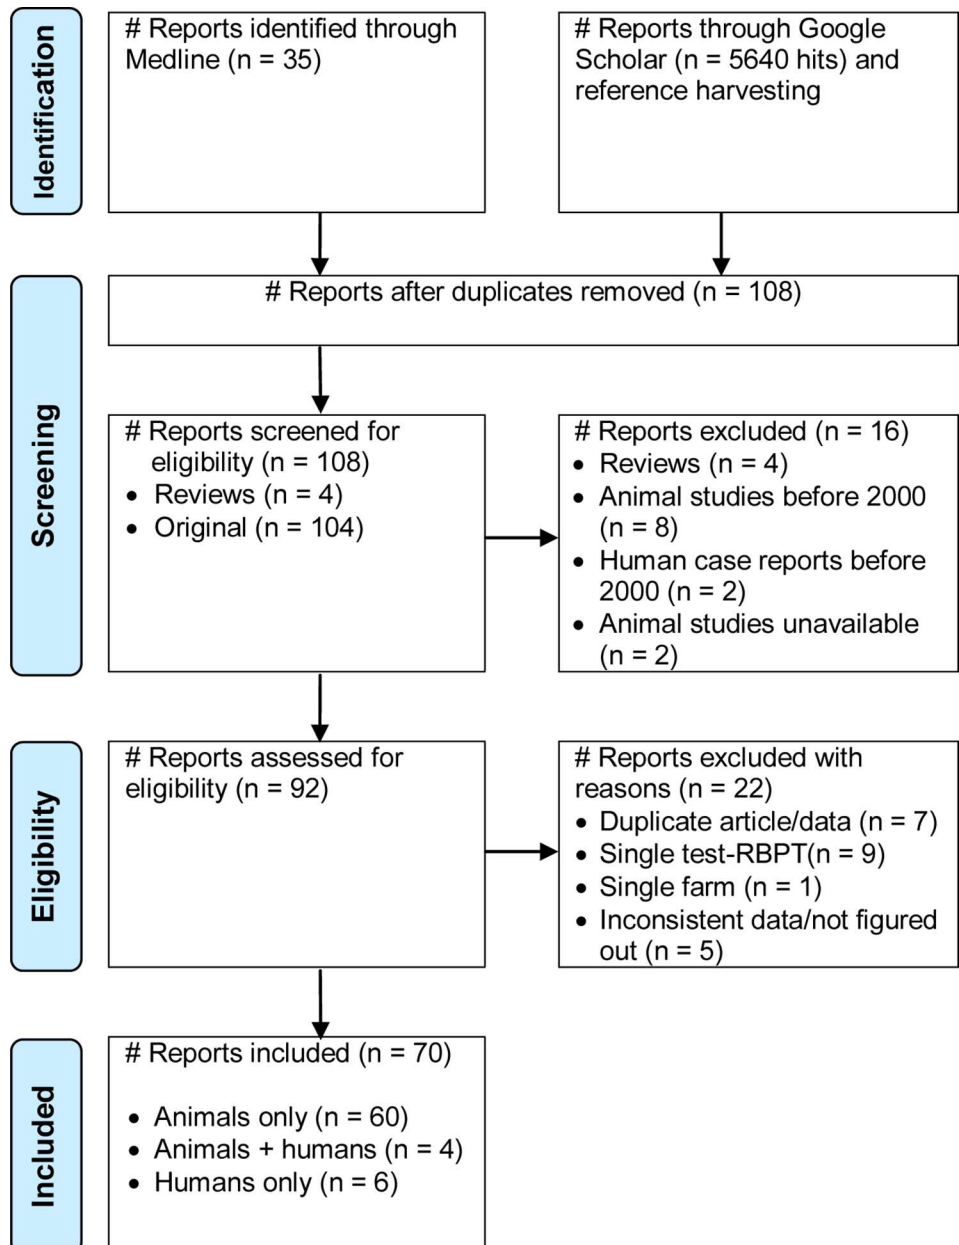 Identification
# Reports identified through
Medline (n = 35)
# Reports through Google
Scholar (n = 5640 hits) and
reference harvesting
Screening
# Reports after duplicates removed (n = 108)
# Reports screened for
eligibility (n = 108)
• Reviews (n = 4)
• Original (n = 104)
# Reports excluded (n = 16)
• Reviews (n = 4)
• Animal studies before 2000
(n = 8)
• Human case reports before
2000 (n = 2)
• Animal studies unavailable
(n = 2)
Eligibility
# Reports assessed for
eligibility (n = 92)
# Reports excluded with
reasons (n = 22)
• Duplicate article/data (n = 7)
• Single test-RBPT(n = 9)
• Single farm (n = 1)
• Inconsistent data/not figured
out (n = 5)
Included
# Reports included (n = 70)
• Animals only (n = 60)
• Animals + humans (n = 4)
• Humans only (n = 6)